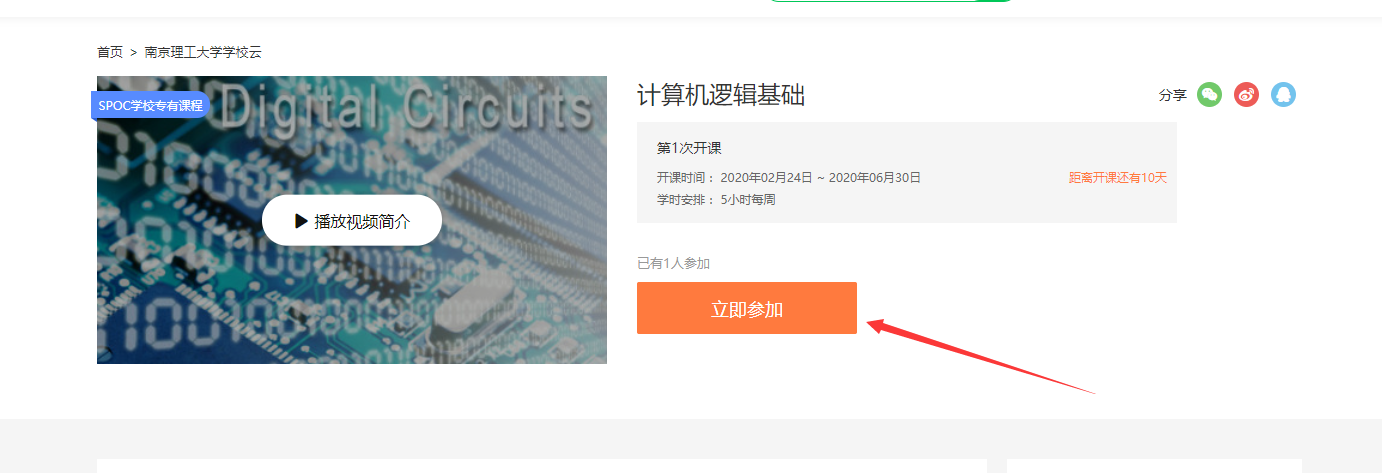 首页 > 南京理工大学学校云
SPOC学校专有课程
Digital Circuits
播放视频简介
计算机逻辑基础
分享
第1次开课
开课时间： 2020年02月24日 ~ 2020年06月30日
距离开课还有10天
学时安排： 5小时每周
已有1人参加
立即参加